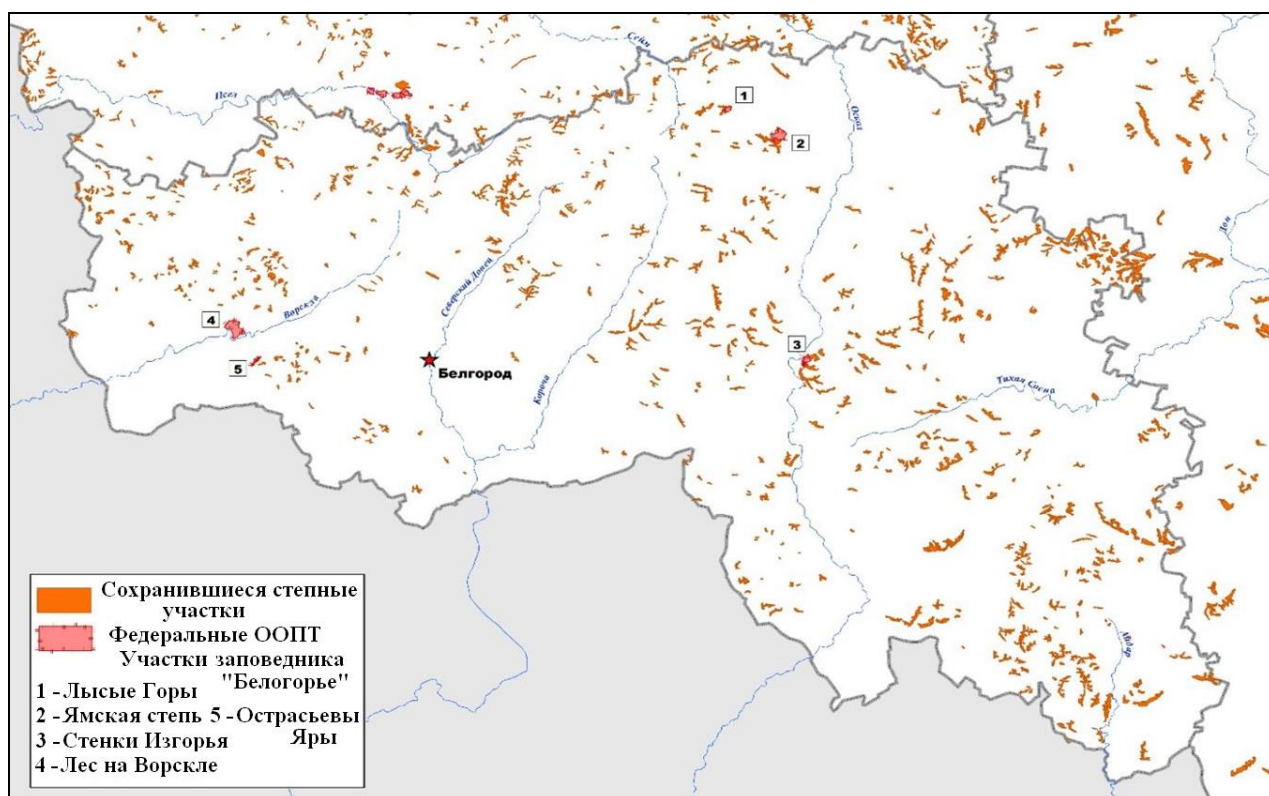 Сейм
Псел
1
Оскол
2
Дон
Северский Донец
Ворскла
4
3
5
Белгород
Короча
Тихая Сосна
Айдар
Сохранившиеся степные
участки
Федеральные ООПТ
Участки заповедника
"Белогорье"
1 - Лысые Горы
2 - Ямская степь 5 - Острасьевы
Яры
3 - Стенки Изгорья
4 - Лес на Ворскле